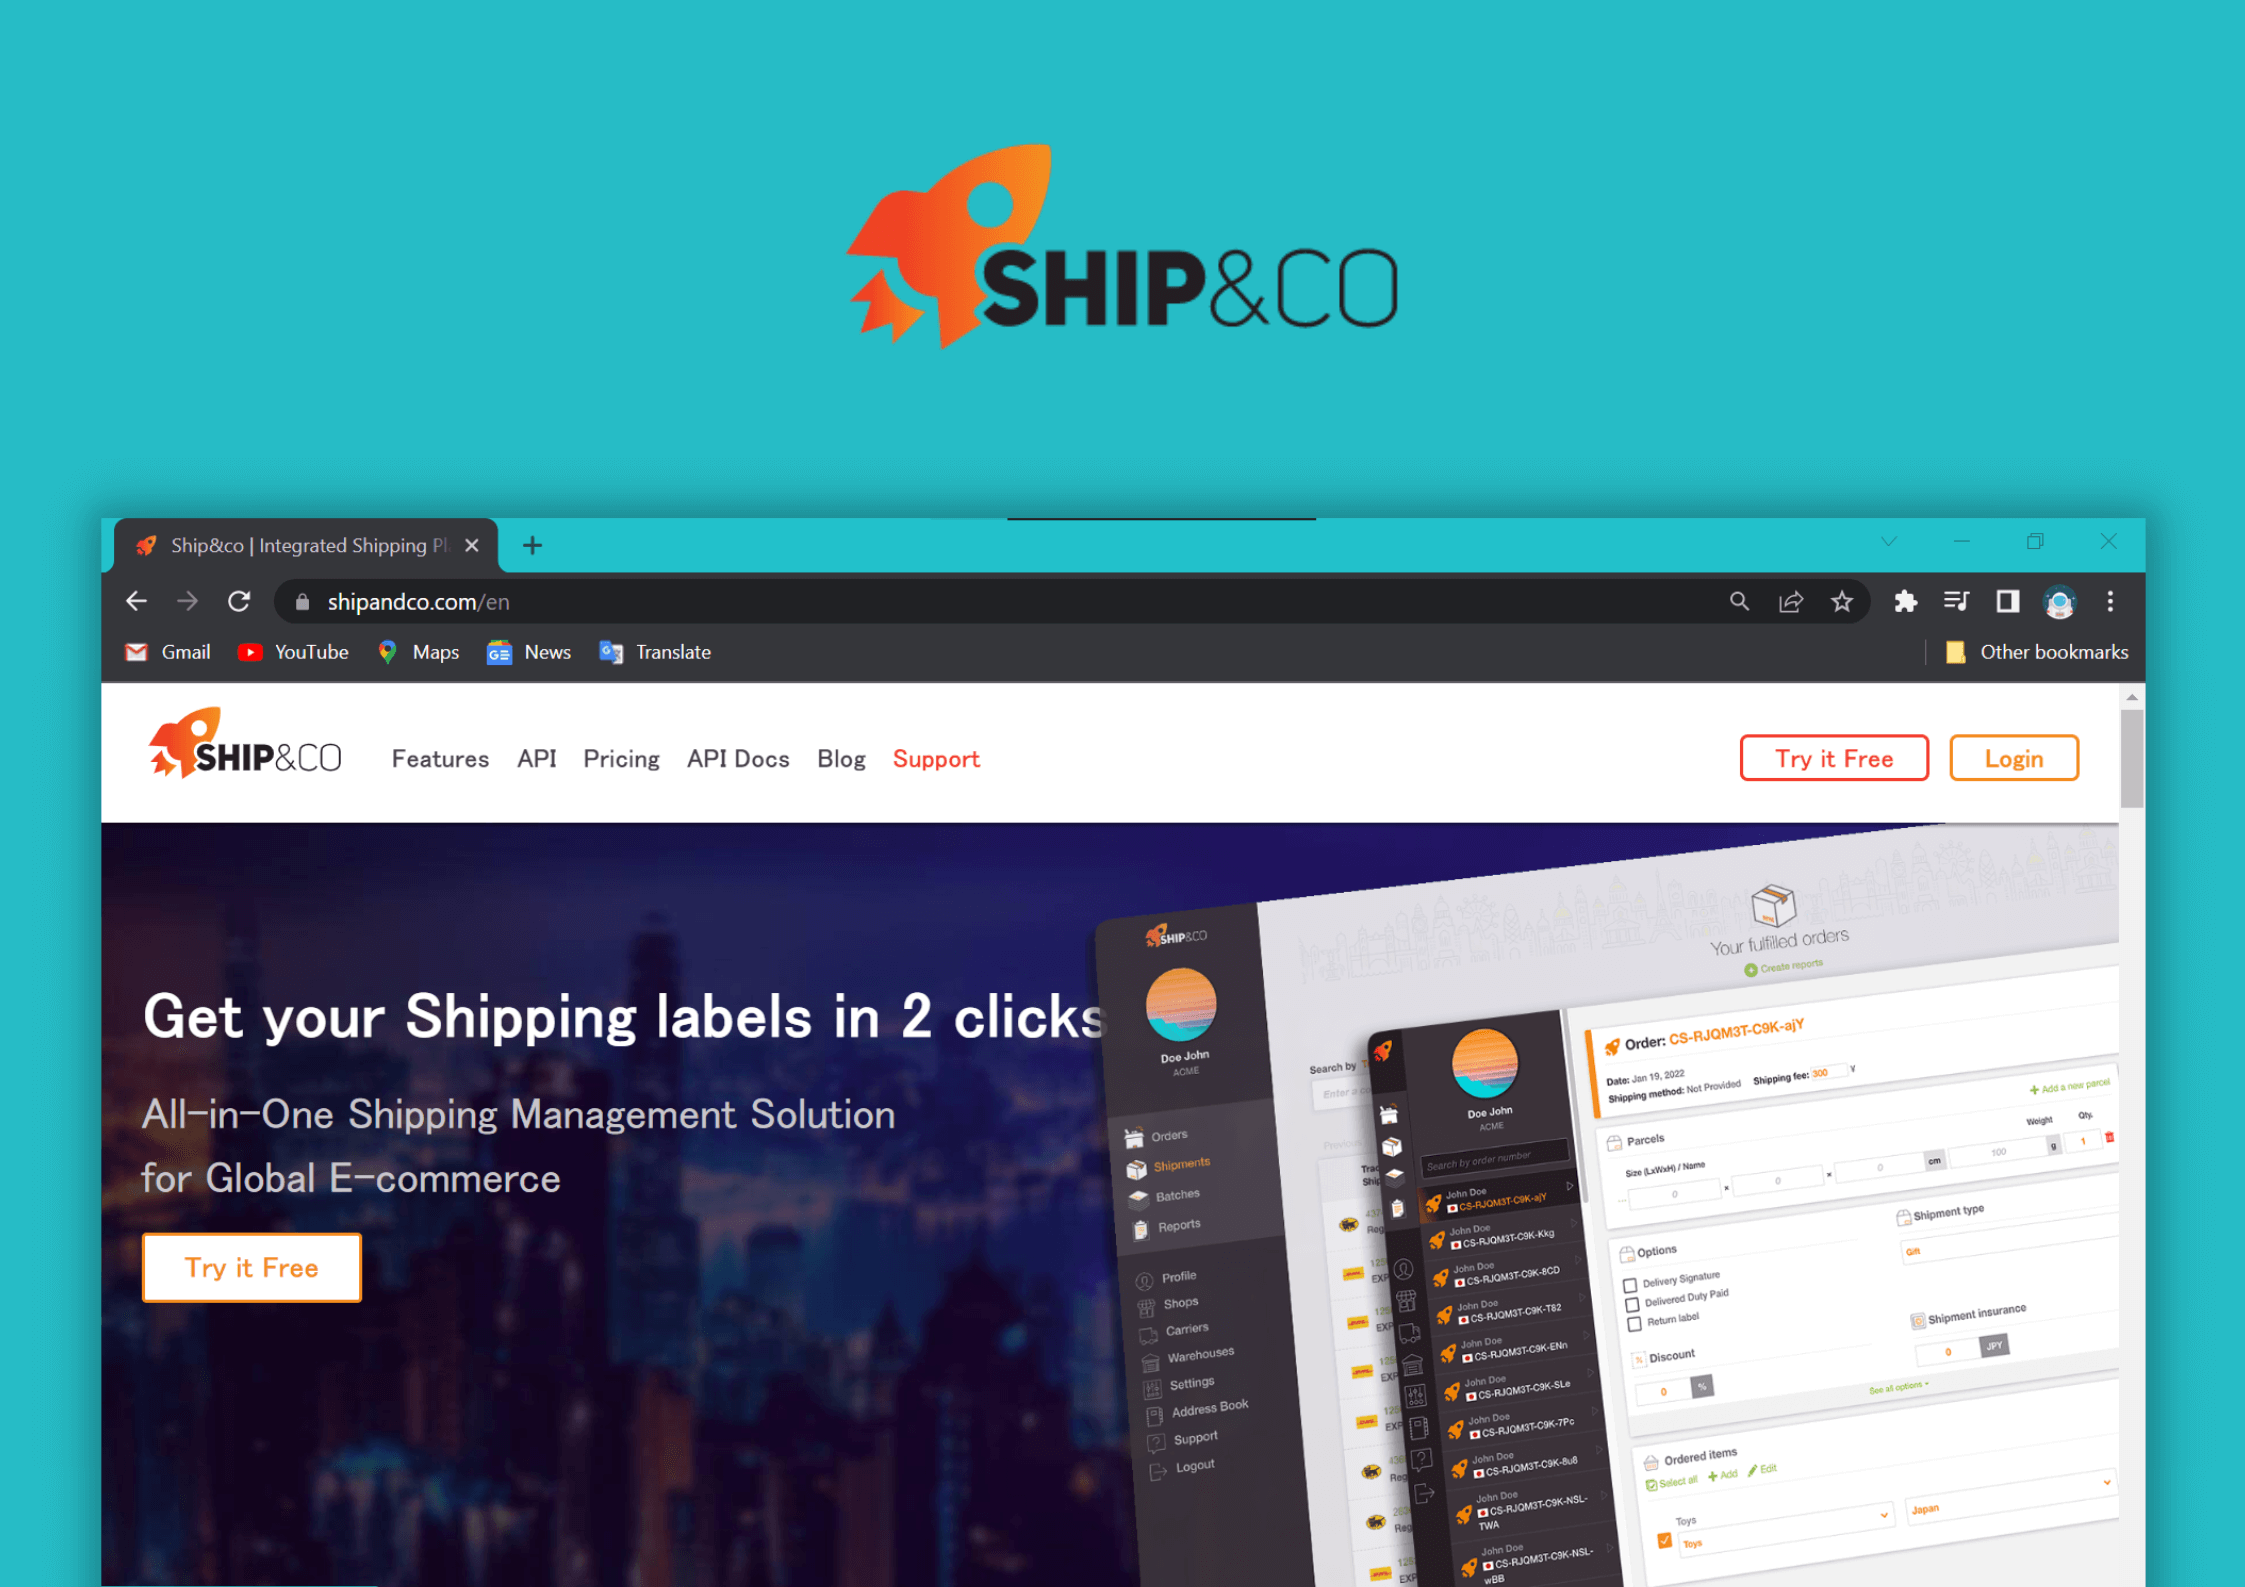 SHIP&CO
Ship&co | Integrated Shipping Pl
shipandco.com/en
Gmail YouTube Maps News Translate Other bookmarks
SHIP&CO Features API Pricing API Docs Blog Support Try it Free Login
Get your Shipping labels in 2 clicks
All-in-One Shipping Management Solution
for Global E-commerce
Try it Free
SHIP&CO
Doe John
ACME
Orders
Shipments
Batches
Reports
Profile
Shops
Carriers
Warehouses
Settings
Address Book
Support
Logout
Your fulfilled orders
Create reports
Search by
Enter a co
Previous
Doe John
ACME
Search by order number
John Doe
CS-RJQM3T-C9K-ajY
John Doe
CS-RJQM3T-C9K-Kkg
John Doe
CS-RJQM3T-C9K-8CD
John Doe
CS-RJQM3T-C9K-T82
John Doe
CS-RJQM3T-C9K-ENn
John Doe
CS-RJQM3T-C9K-SLe
John Doe
CS-RJQM3T-C9K-7Pc
John Doe
CS-RJQM3T-C9K-8u8
John Doe
CS-RJQM3T-C9K-NSL-
TWA
John Doe
CS-RJQM3T-C9K-NSL-
wBB
Order: CS-RJQM3T-C9K-ajY
Date: Jan 19, 2022
Shipping method: Not Provided Shipping fee: 300 ¥
Add a new parcel
Parcels
Size (LxWxH) / Name Weight Qty.
0 × 0 × 0 cm 100 g 1
Options
Delivery Signature
Delivered Duty Paid
Return label
Shipment type
Gift
Discount
0 %
Shipment insurance
0 JPY
See all options
Ordered items
Select all Add Edit
Toys
Toys Japan